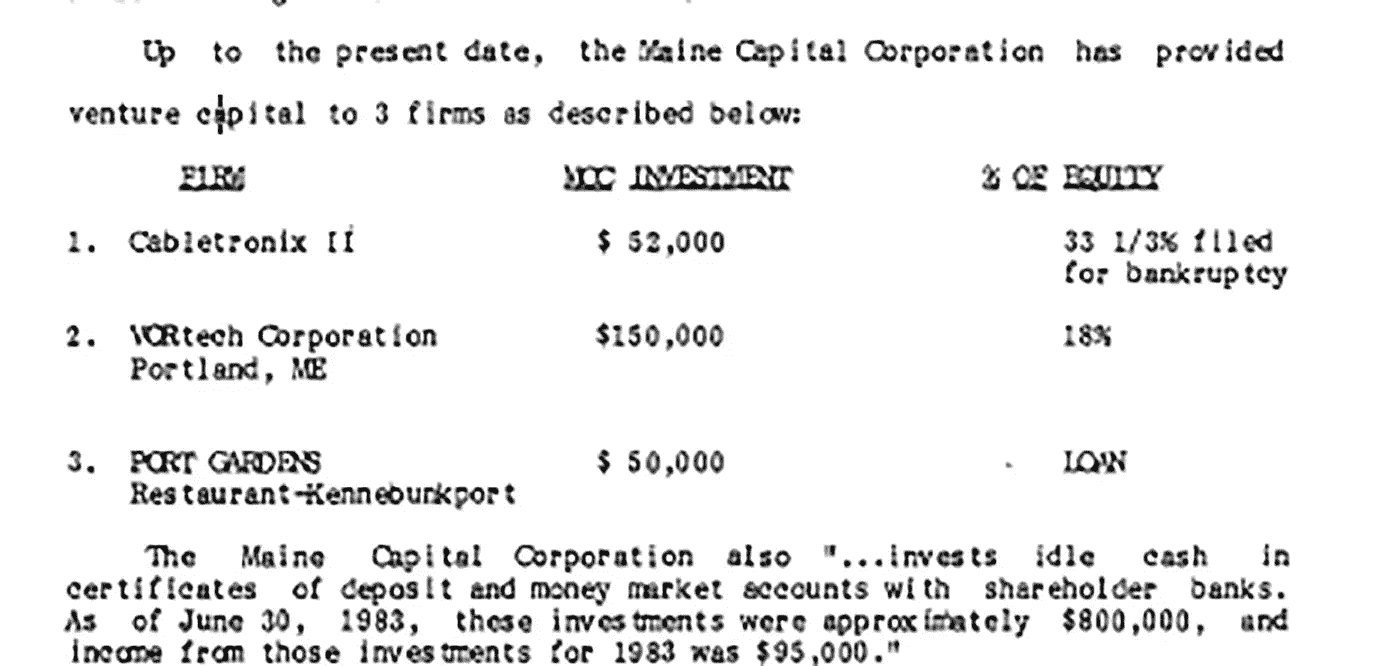 Up to the present date, the Maine Capital Corporation has provided
venture capital to 3 firms as described below:
FIRM MCC INVESTMENT % OF EQUITY
1. Cabletronix II $ 52,000 33 1/3% filed
for bankruptcy
2. VORtech Corporation $150,000 18%
Portland, ME
3. PORT GARDENS $ 50,000 LOAN
Restaurant-Kennebunkport
The Maine Capital Corporation also "...invests idle cash in
certificates of deposit and money market accounts with shareholder banks.
As of June 30, 1983, these investments were approximately $800,000, and
income from those investments for 1983 was $95,000."